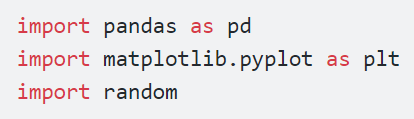 import pandas as pd
import matplotlib.pyplot as plt
import random